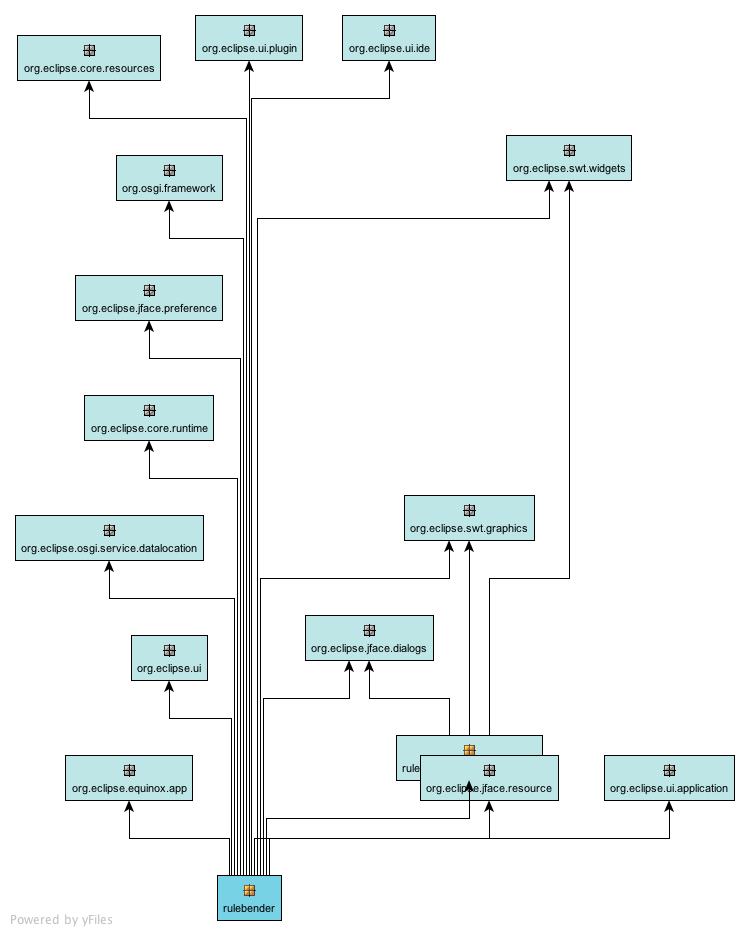 org.eclipse.ui.plugin
org.eclipse.ui.ide
org.eclipse.core.resources
org.eclipse.swt.widgets
org.osgi.framework
org.eclipse.jface.preference
org.eclipse.core.runtime
org.eclipse.swt.graphics
org.eclipse.osgi.service.datalocation
org.eclipse.jface.dialogs
org.eclipse.ui
rule
org.eclipse.equinox.app
org.eclipse.jface.resource
org.eclipse.ui.application
rulebender
Powered by yFiles